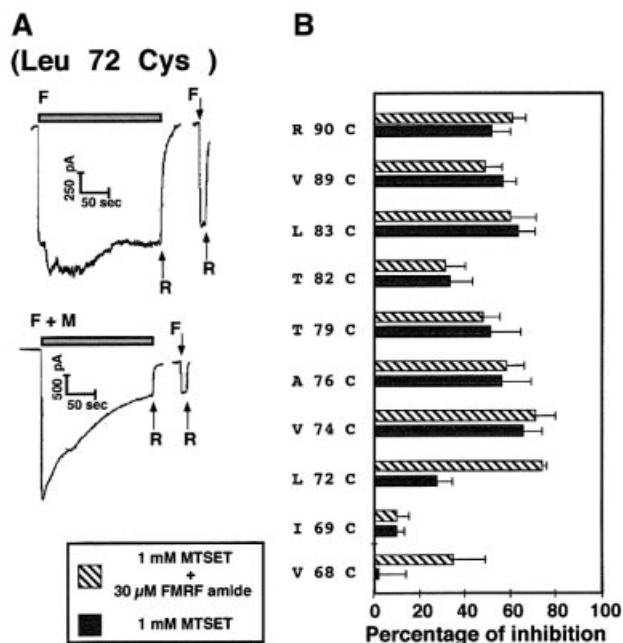 A
(Leu 72 Cys )
F
250 pA
50 sec
F
R
R
F + M
500 pA
50 sec
F
R
R
1 mM MTSET
+
30 µM FMRF amide
1 mM MTSET
B
R 90 C
V 89 C
L 83 C
T 82 C
T 79 C
A 76 C
V 74 C
L 72 C
I 69 C
V 68 C
0 20 40 60 80 100
Percentage of inhibition